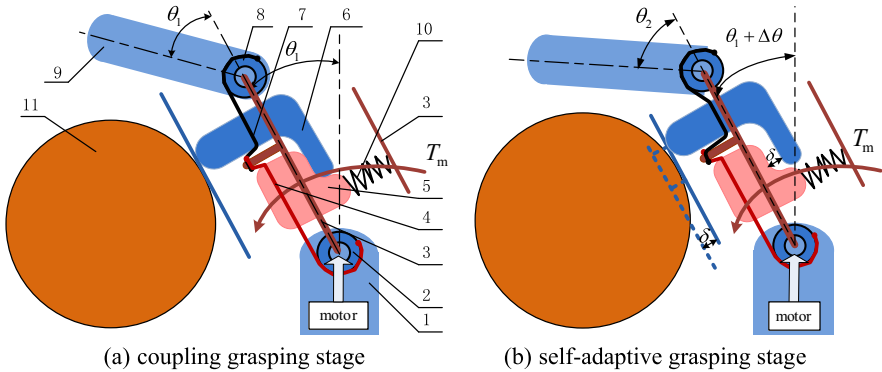 θ₁
8
7
6
θ₁
10
9
11
3
Tₘ
5
4
3
2
1
motor
(a) coupling grasping stage
θ₂
θ₁ + Δθ
δ
Tₘ
δ
motor
(b) self-adaptive grasping stage